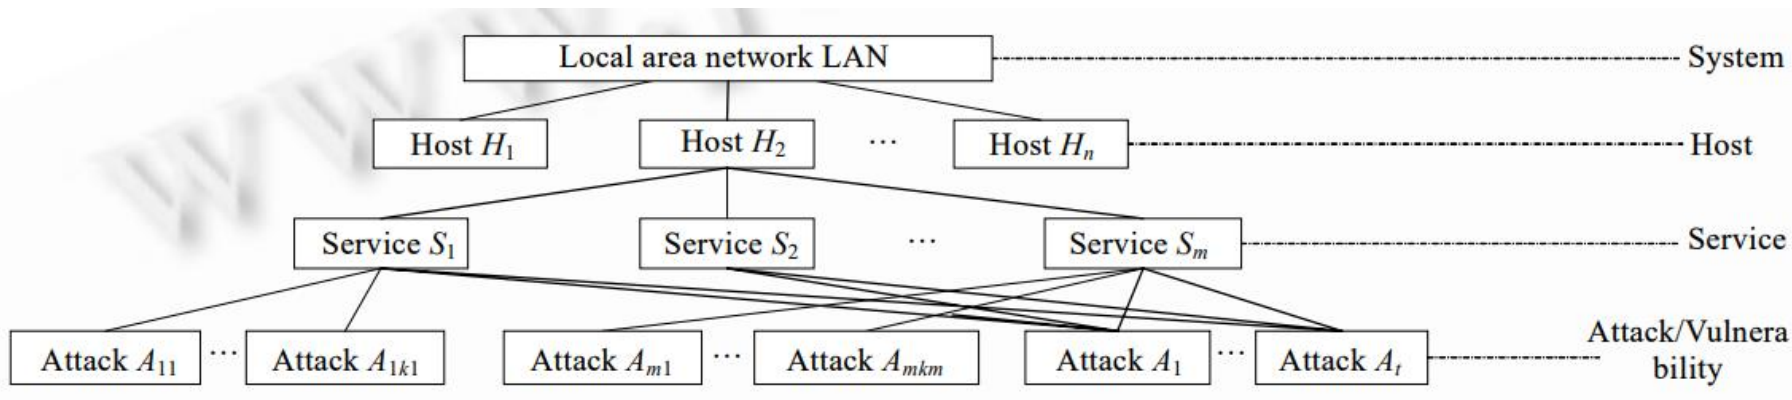 Local area network LAN
System
Host H1
Host H2
...
Host Hn
Host
Service S1
Service S2
...
Service Sm
Service
Attack A11
...
Attack A1k1
Attack Am1
...
Attack Amkm
Attack A1
...
Attack At
Attack/Vulnera
bility